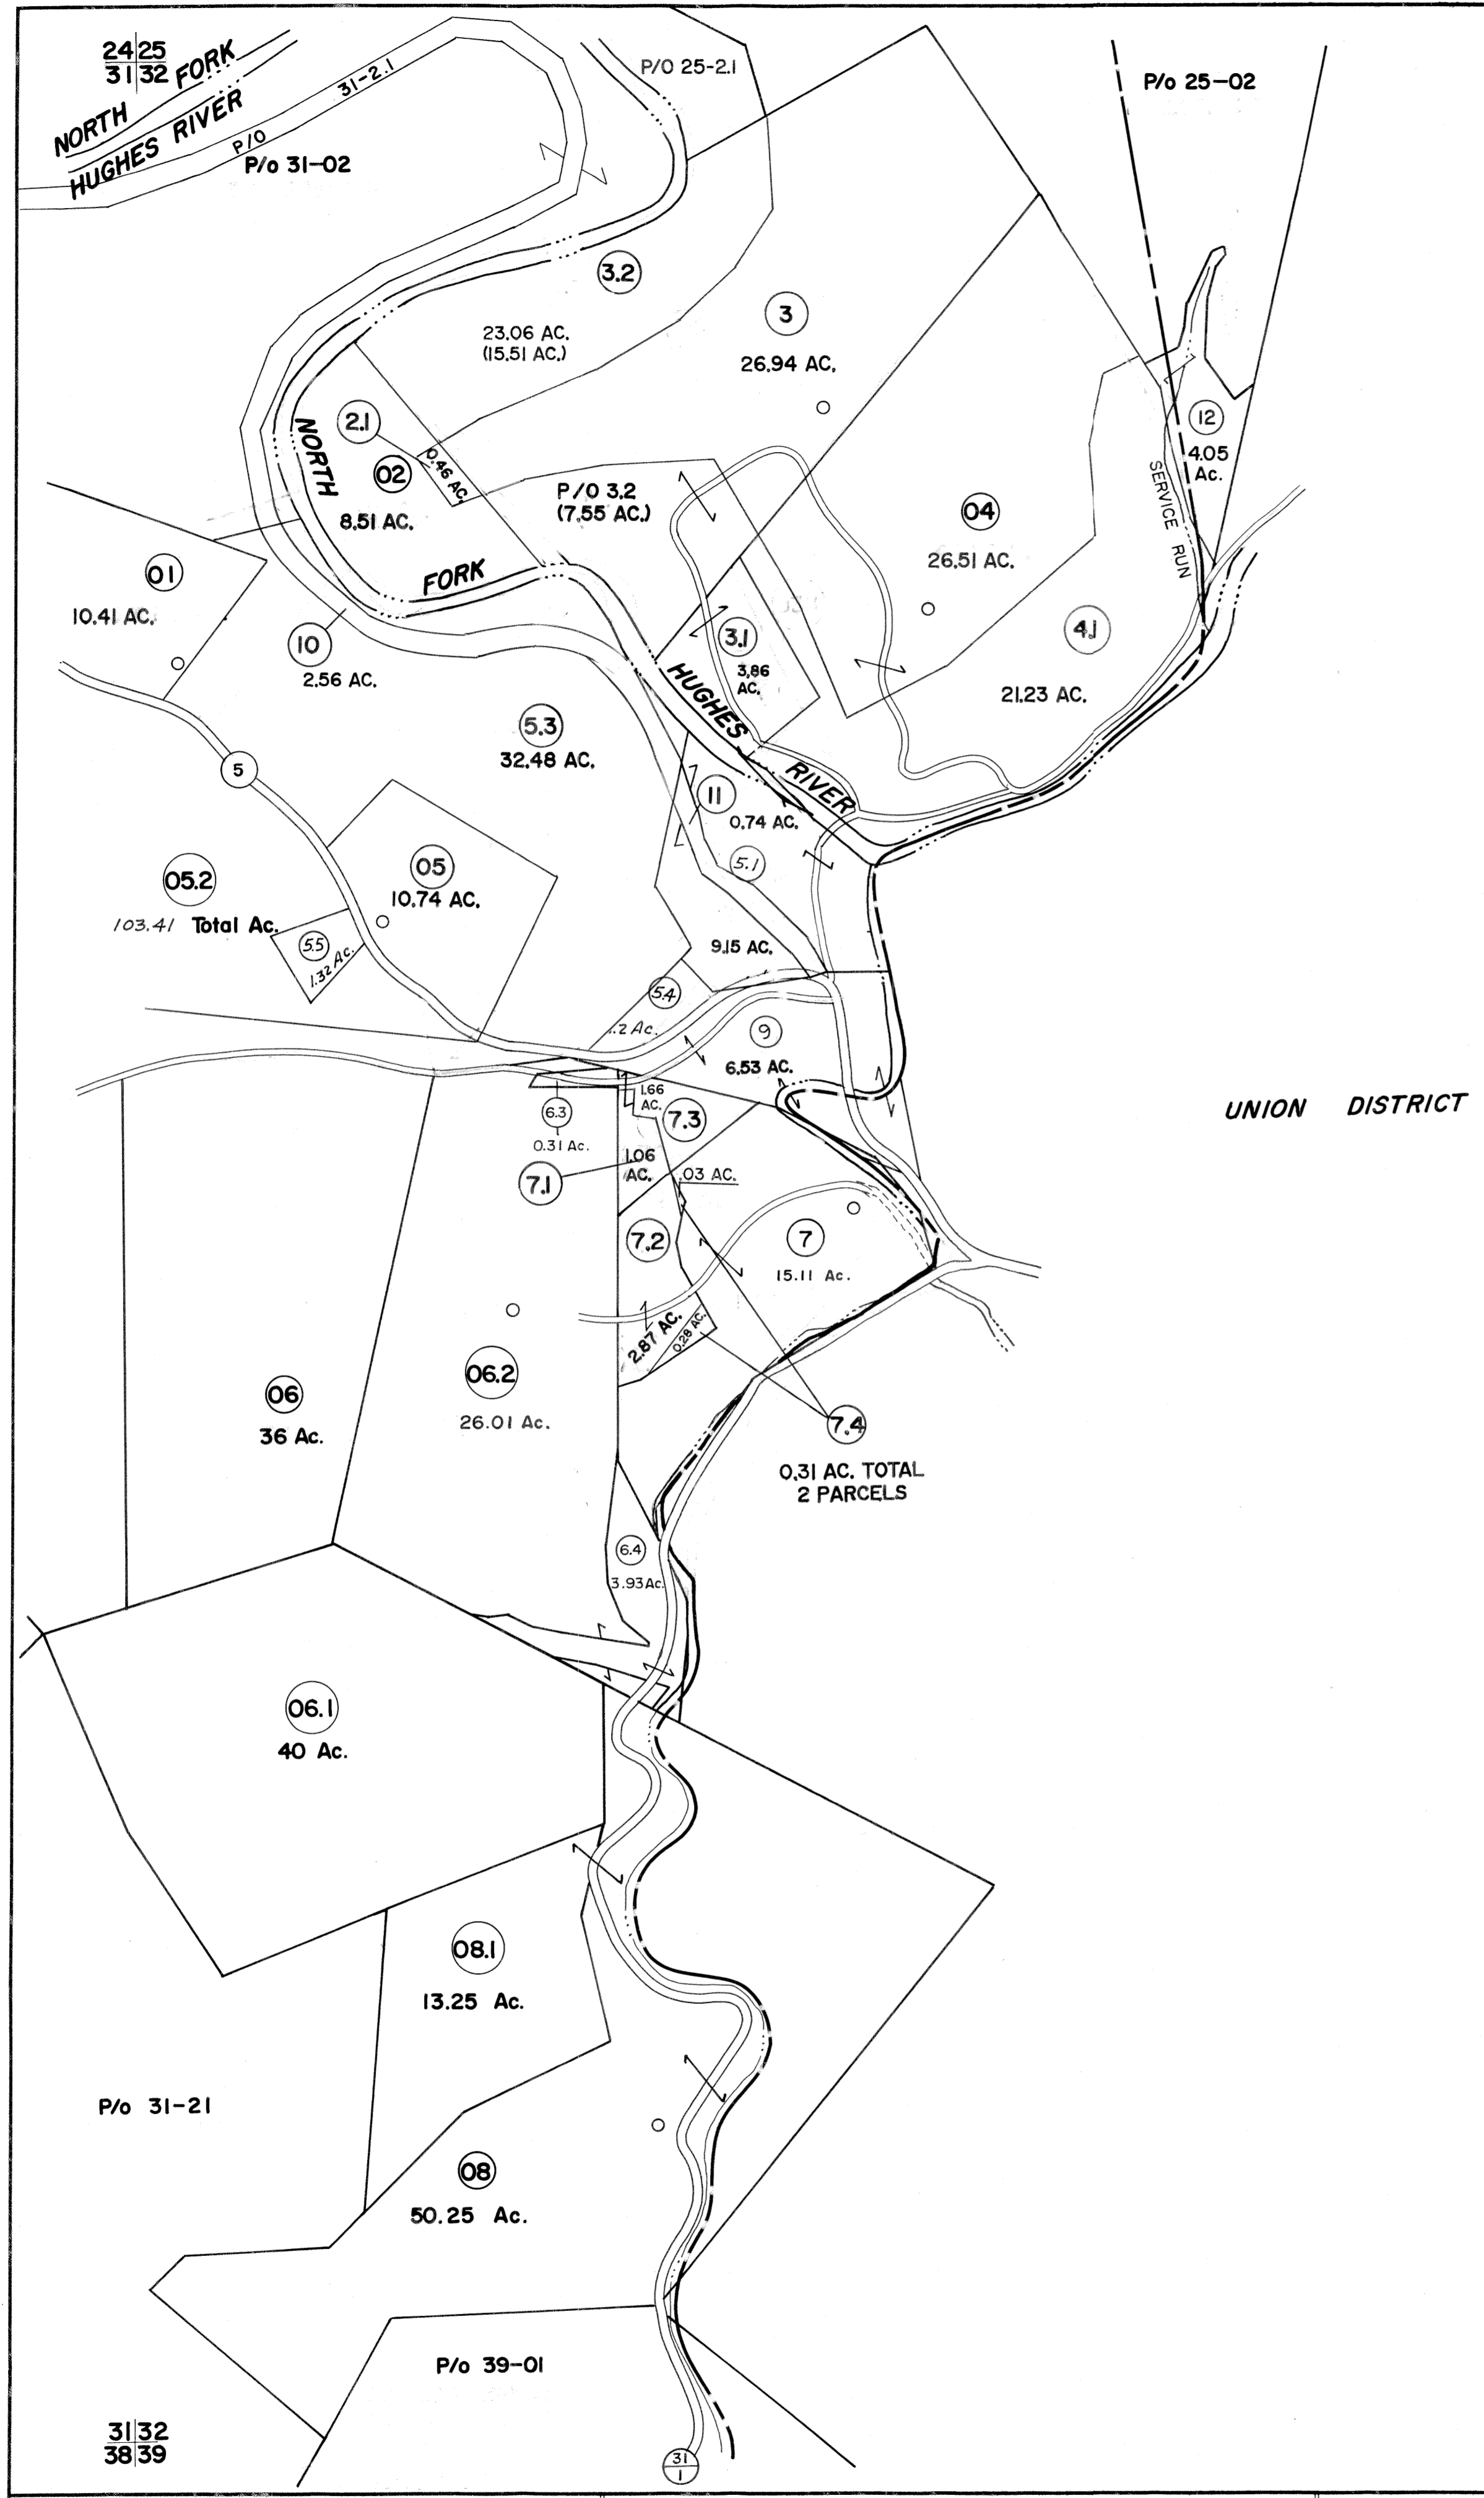 24 25
31 32
NORTH FORK
HUGHES RIVER
P/O 31-2.1
P/o 31-02
P/O 25-2.1
P/o 25-02
3.2
23.06 AC.
(15.51 AC.)
3
26.94 AC.
2.1
0.46 AC.
02
8.51 AC.
NORTH
FORK
P/O 3.2
(7.55 AC.)
12
4.05
Ac.
SERVICE RUN
04
26.51 AC.
01
10.41 AC.
10
2.56 AC.
3.1
3.86
AC.
4.1
21.23 AC.
HUGHES
RIVER
5.3
32.48 AC.
5
11
0.74 AC.
5.1
9.15 AC.
05
10.74 AC.
05.2
103.41 Total Ac.
5.5
1.32 Ac.
5.4
.2 Ac.
9
6.53 AC.
UNION DISTRICT
6.3
0.31 Ac.
1.66
AC.
7.3
7.1
1.06
AC.
.03 AC.
7.2
7
15.11 Ac.
2.87 AC.
0.28 AC.
06.2
26.01 Ac.
06
36 Ac.
7.4
0.31 AC. TOTAL
2 PARCELS
6.4
3.93 Ac.
06.1
40 Ac.
08.1
13.25 Ac.
P/o 31-21
08
50.25 Ac.
P/o 39-01
31 32
38 39
31
1